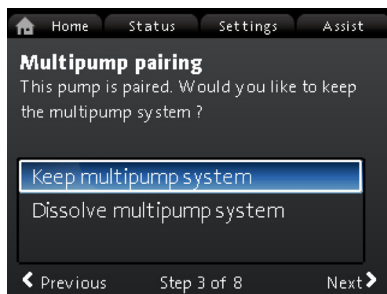 Home Status Settings Assist
Multipump pairing
This pump is paired. Would you like to keep
the multipump system ?
Keep multipump system
Dissolve multipump system
Previous Step 3 of 8 Next